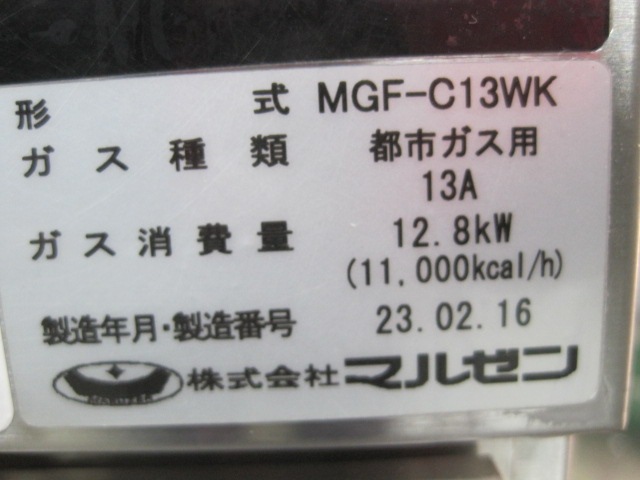 形 式 MGF-C13WK
ガス種類 都市ガス用
13A
ガス消費量 12.8kW
(11,000kcal/h)
製造年月・製造番号 23.02.16
株式会社マルゼン